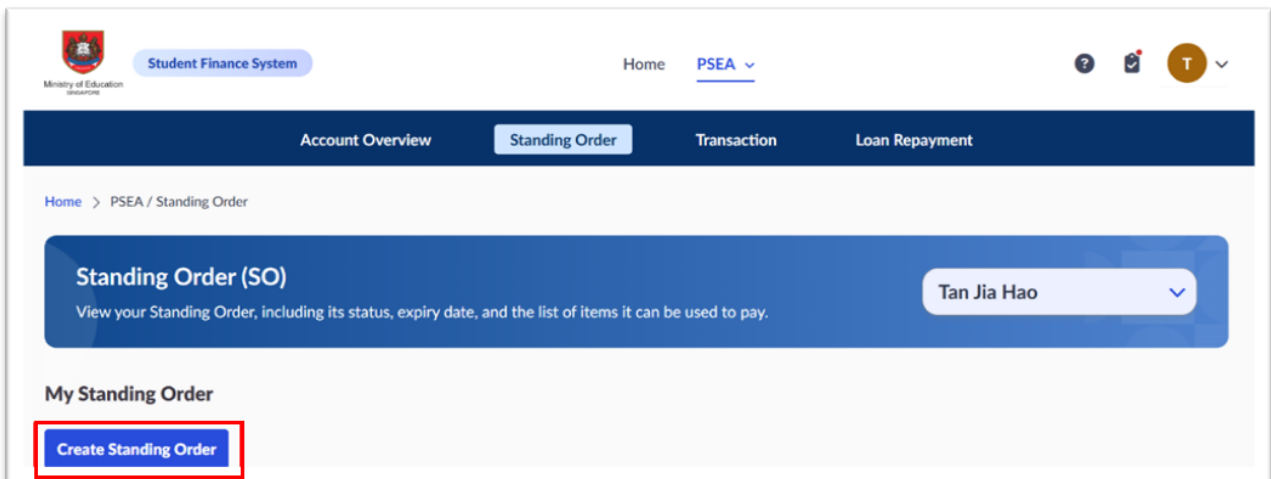 Ministry of Education
SINGAPORE
Student Finance System
Home
PSEA
T
Account Overview
Standing Order
Transaction
Loan Repayment
Home > PSEA / Standing Order
Standing Order (SO)
View your Standing Order, including its status, expiry date, and the list of items it can be used to pay.
Tan Jia Hao
My Standing Order
Create Standing Order